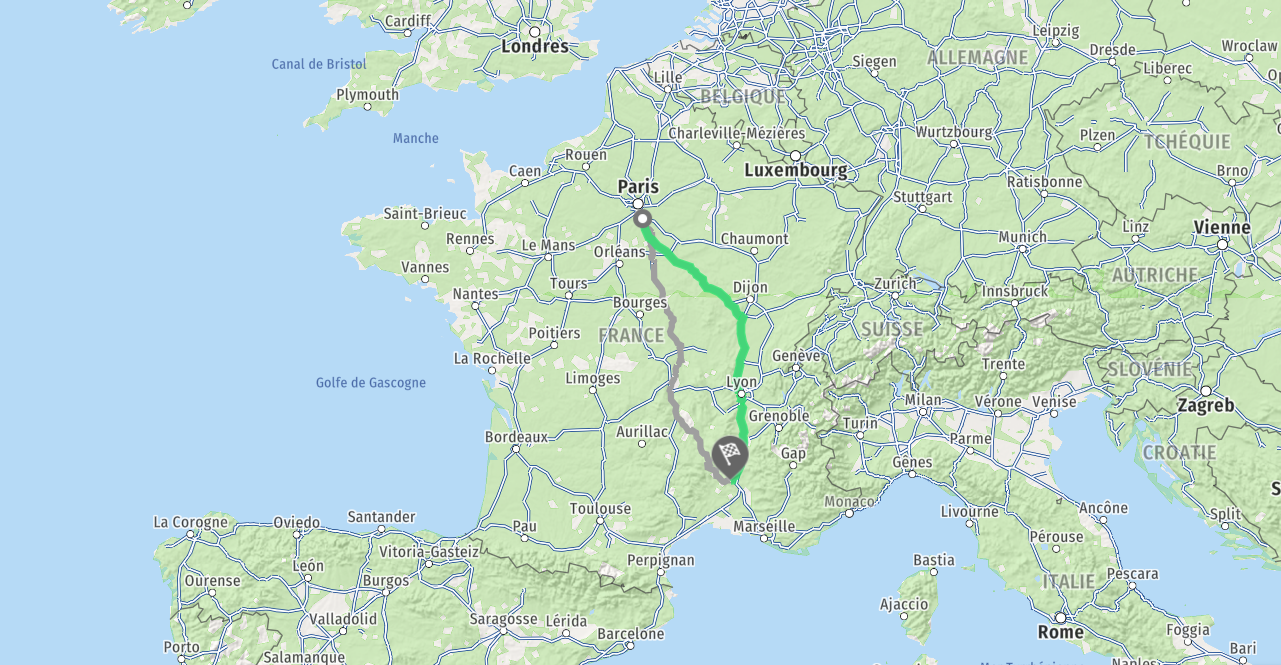 Cardiff
Londres
Leipzig
Wroclaw
Dresde
Siegen
ALLEMAGNE
Canal de Bristol
Liberec
Lille
Plymouth
BELGIQUE
Manche
Charleville-Mézières
Wurtzbourg
Plzen
TCHÉQUIE
Rouen
Luxembourg
Caen
Brno
Paris
Ratisbonne
Stuttgart
Saint-Brieuc
Linz
Vienne
Rennes
Le Mans
Chaumont
Munich
Orléans
Vannes
AUTRICHE
Tours
Dijon
Zurich
Innsbruck
Nantes
Bourges
Poitiers
FRANCE
SUISSE
La Rochelle
Genève
Trente
SLOVÉNIE
Golfe de Gascogne
Limoges
Lyon
Milan
Vérone
Venise
Zagreb
Grenoble
Turin
Aurillac
Bordeaux
Parme
Gap
Gênes
CROATIE
Monaco
Toulouse
Livourne
Ancône
Split
La Corogne
Oviedo
Santander
Pau
Marseille
Pérouse
Vitoria-Gasteiz
León
Perpignan
Bastia
Ourense
Burgos
ITALIE
Pescara
Ajaccio
Valladolid
Saragosse
Lérida
Barcelone
Rome
Foggia
Porto
Salamanque
Bari